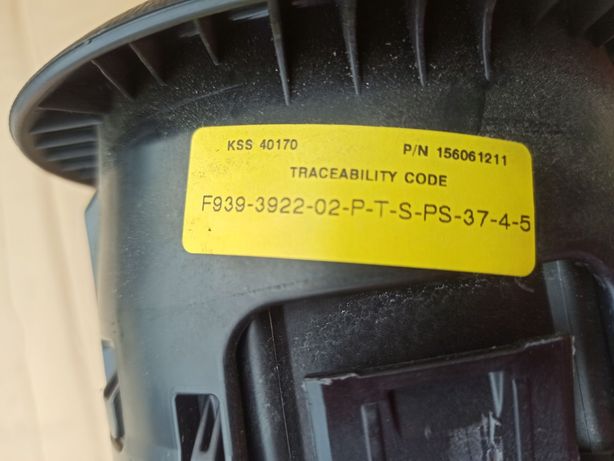 KSS 40170 P/N 156061211
TRACEABILITY CODE
F939-3922-02-P-T-S-PS-37-4-5